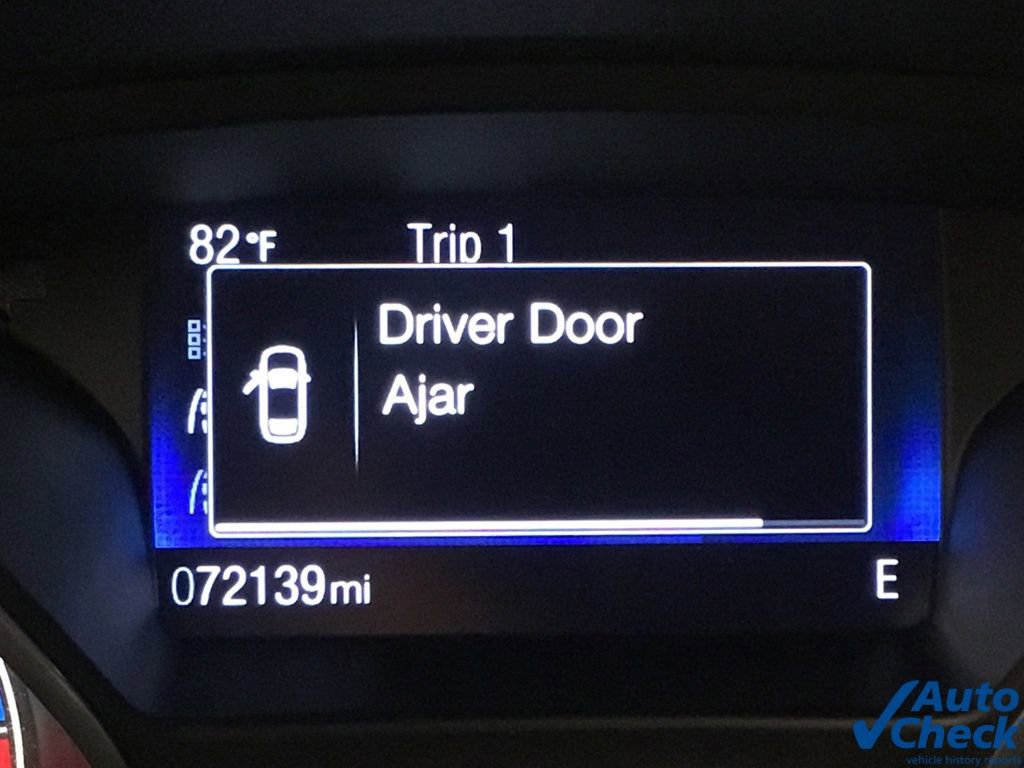 82°F Trip 1
Driver Door
Ajar
072139mi E
Auto
Check
vehicle history reports